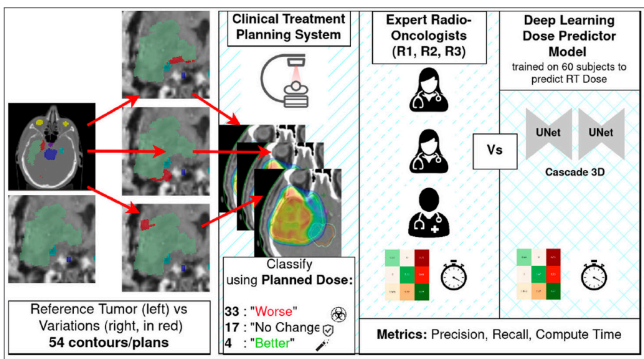 Clinical Treatment
Planning System
Expert Radio-
Oncologists
(R1, R2, R3)
Deep Learning
Dose Predictor
Model
trained on 60 subjects to
predict RT Dose
UNet
UNet
Vs
Cascade 3D
Classify
using Planned Dose:
33 : "Worse"
17 : "No Change"
4 : "Better"
Reference Tumor (left) vs
Variations (right, in red)
54 contours/plans
Metrics: Precision, Recall, Compute Time